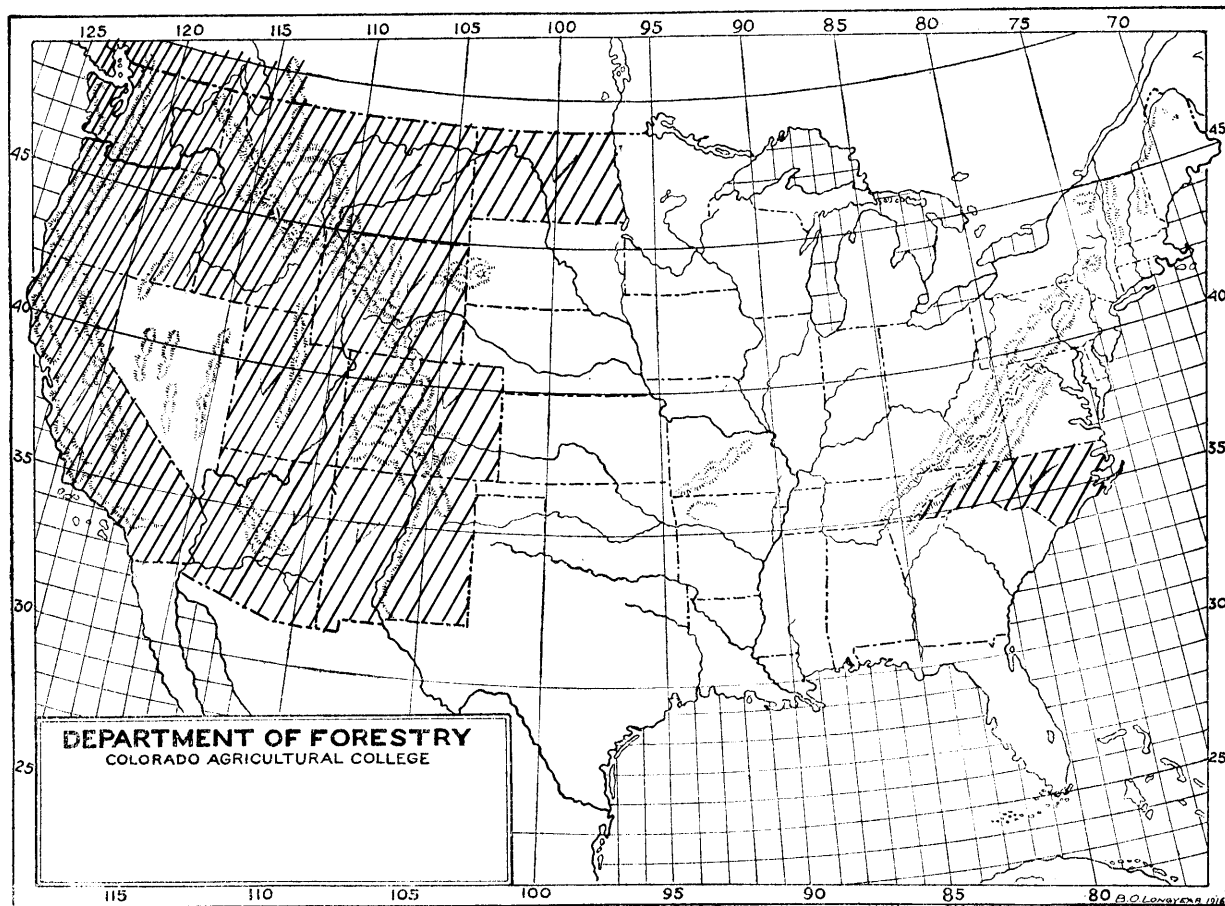 125 120 115 110 105 100 95 90 85 80 75 70
45 45
40 40
35 35
30 30
25 25
DEPARTMENT OF FORESTRY
COLORADO AGRICULTURAL COLLEGE
115 110 105 100 95 90 85 80
B.O. LONGYEAR